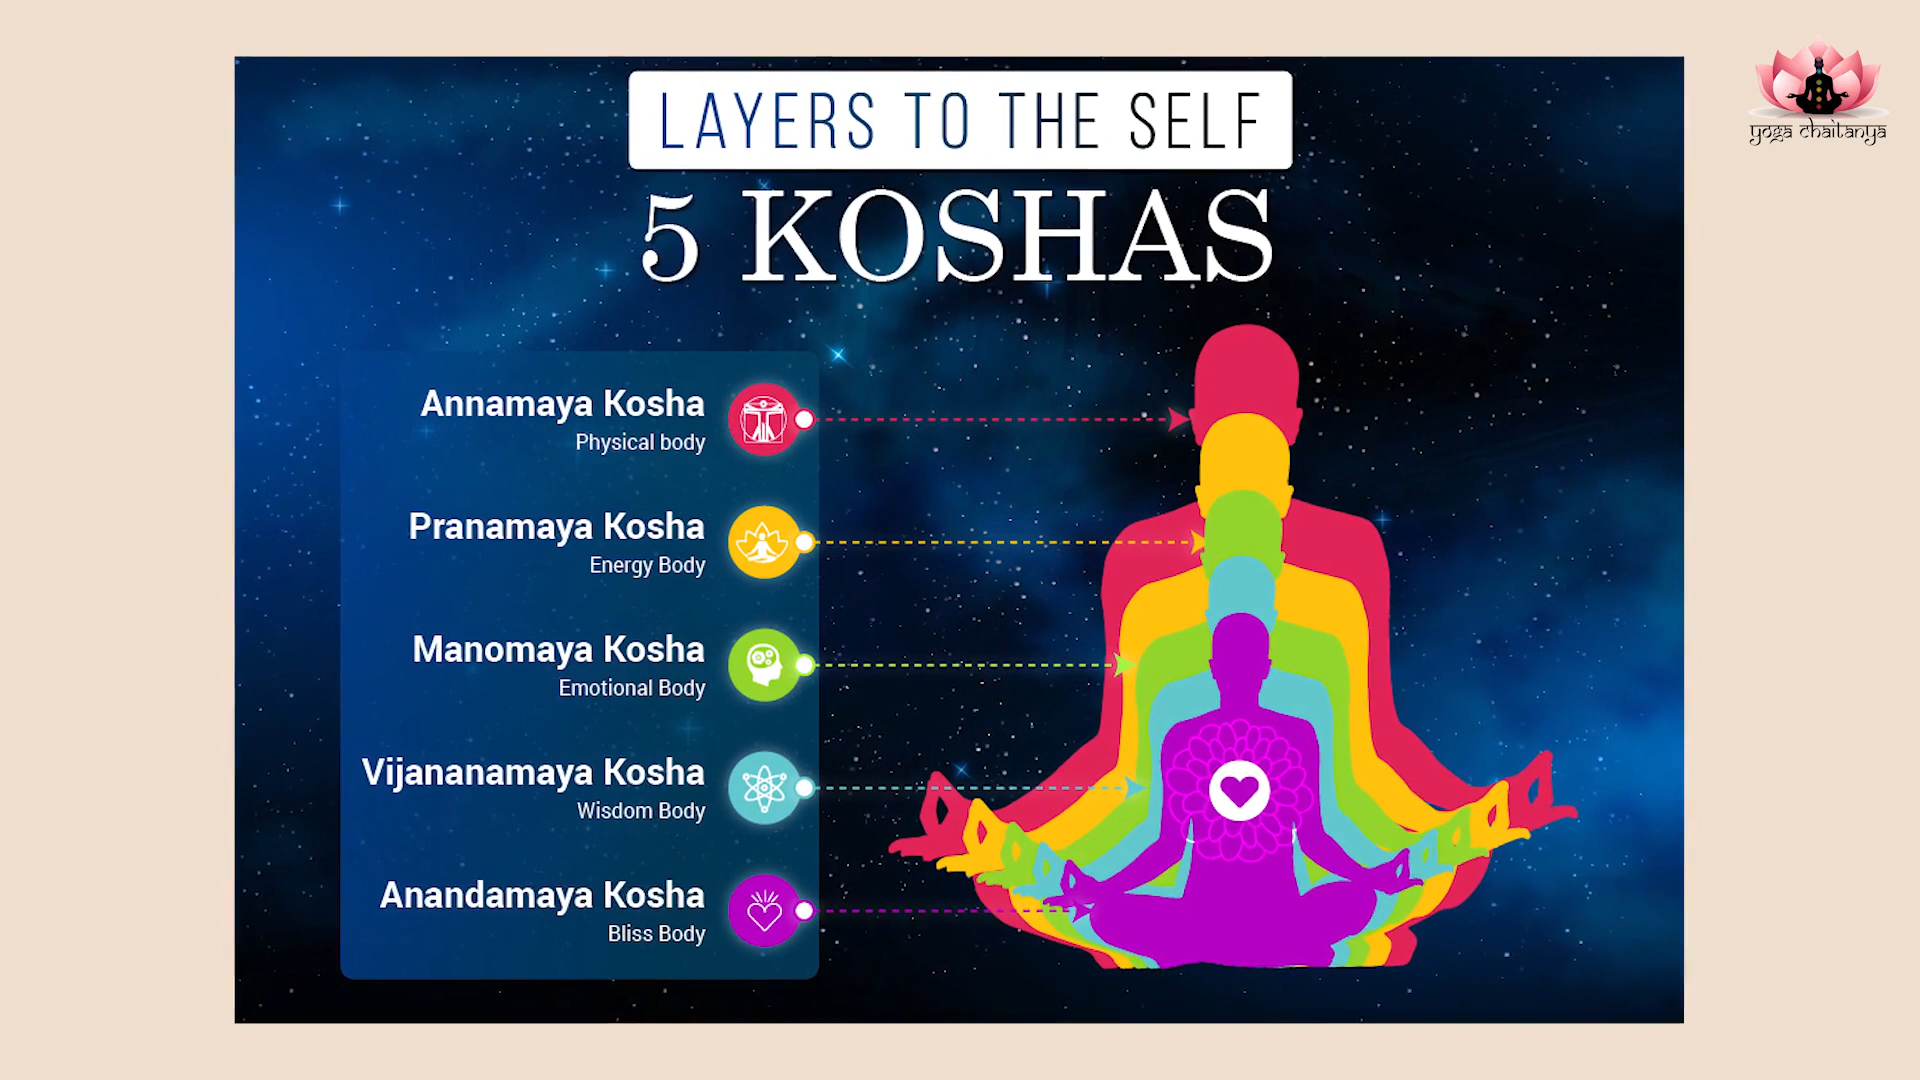 LAYERS TO THE SELF
5 KOSHAS
Annamaya Kosha
Physical body
Pranamaya Kosha
Energy Body
Manomaya Kosha
Emotional Body
Vijananamaya Kosha
Wisdom Body
Anandamaya Kosha
Bliss Body
yoga chaitanya